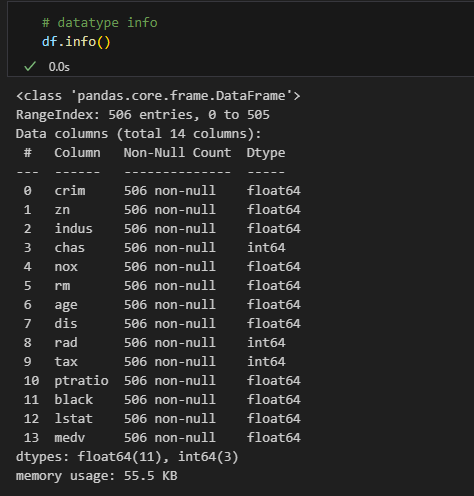 # datatype info
df.info()
0.0s
<class 'pandas.core.frame.DataFrame'>
RangeIndex: 506 entries, 0 to 505
Data columns (total 14 columns):
 #   Column   Non-Null Count  Dtype
---  ------   --------------  -----
 0   crim     506 non-null    float64
 1   zn       506 non-null    float64
 2   indus    506 non-null    float64
 3   chas     506 non-null    int64
 4   nox      506 non-null    float64
 5   rm       506 non-null    float64
 6   age      506 non-null    float64
 7   dis      506 non-null    float64
 8   rad      506 non-null    int64
 9   tax      506 non-null    int64
 10  ptratio  506 non-null    float64
 11  black    506 non-null    float64
 12  lstat    506 non-null    float64
 13  medv     506 non-null    float64
dtypes: float64(11), int64(3)
memory usage: 55.5 KB